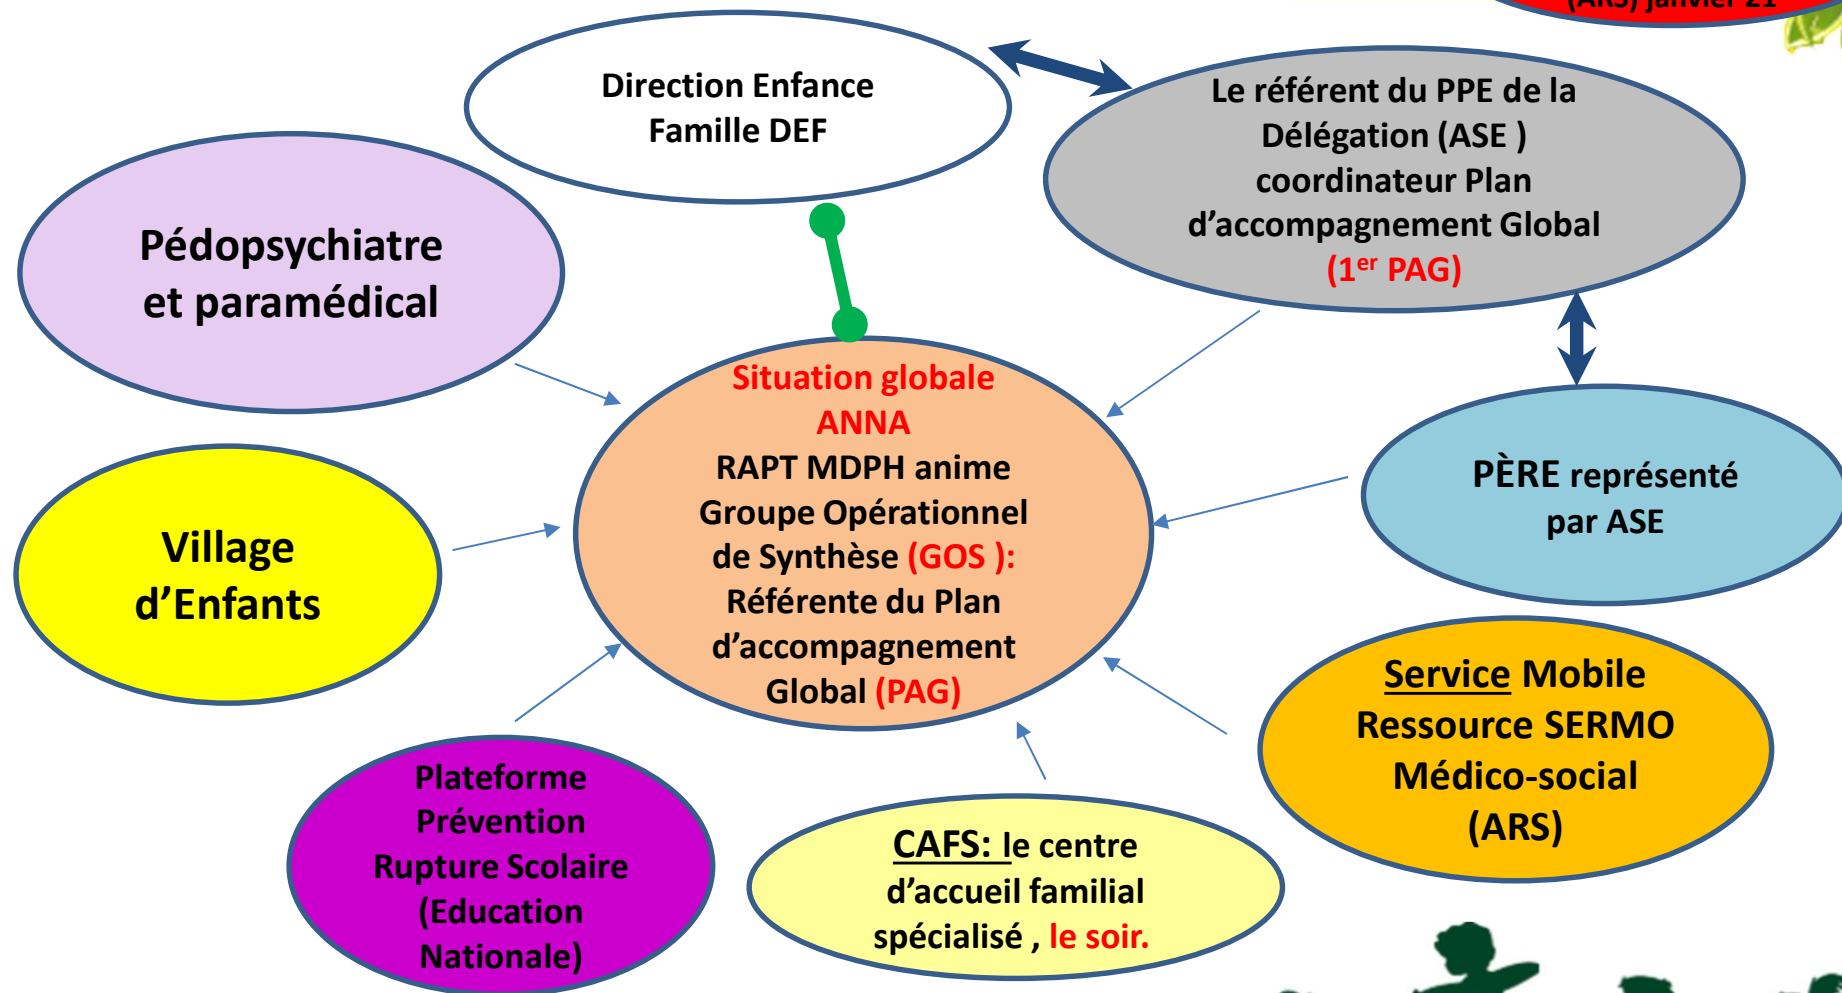 (ARS) janvier 21
Direction Enfance
Famille DEF
Le référent du PPE de la
Délégation (ASE )
coordinateur Plan
d'accompagnement Global
(1er PAG)
Pédopsychiatre
et paramédical
Situation globale
ANNA
RAPT MDPH anime
Groupe Opérationnel
de Synthèse (GOS ):
Référente du Plan
d'accompagnement
Global (PAG)
PÈRE représenté
par ASE
Village
d'Enfants
Service Mobile
Ressource SERMO
Médico-social
(ARS)
Plateforme
Prévention
Rupture Scolaire
(Education
Nationale)
CAFS: le centre
d'accueil familial
spécialisé , le soir.